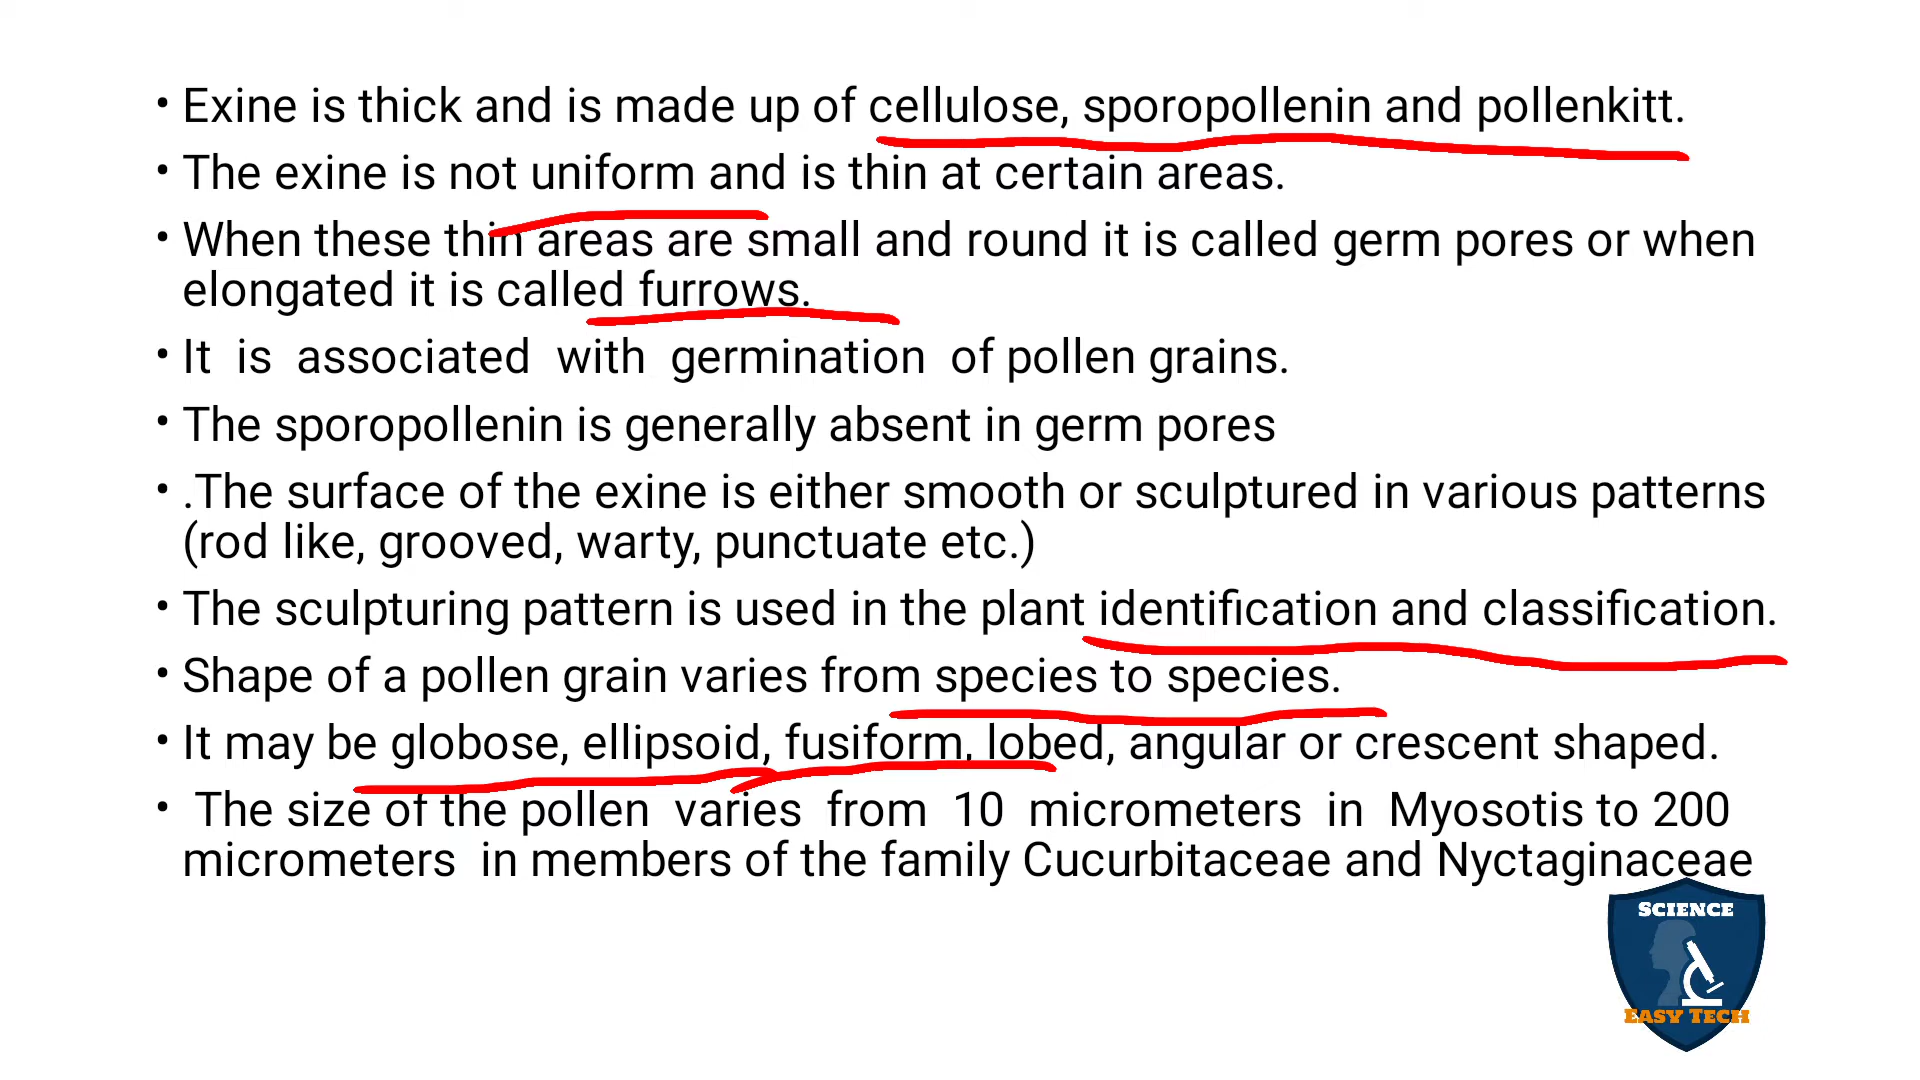 • Exine is thick and is made up of cellulose, sporopollenin and pollenkitt.
• The exine is not uniform and is thin at certain areas.
• When these thin areas are small and round it is called germ pores or when
elongated it is called furrows.
• It is associated with germination of pollen grains.
• The sporopollenin is generally absent in germ pores
• .The surface of the exine is either smooth or sculptured in various patterns
(rod like, grooved, warty, punctuate etc.)
• The sculpturing pattern is used in the plant identification and classification.
• Shape of a pollen grain varies from species to species.
• It may be globose, ellipsoid, fusiform, lobed, angular or crescent shaped.
• The size of the pollen varies from 10 micrometers in Myosotis to 200
micrometers in members of the family Cucurbitaceae and Nyctaginaceae
SCIENCE
EASY TECH